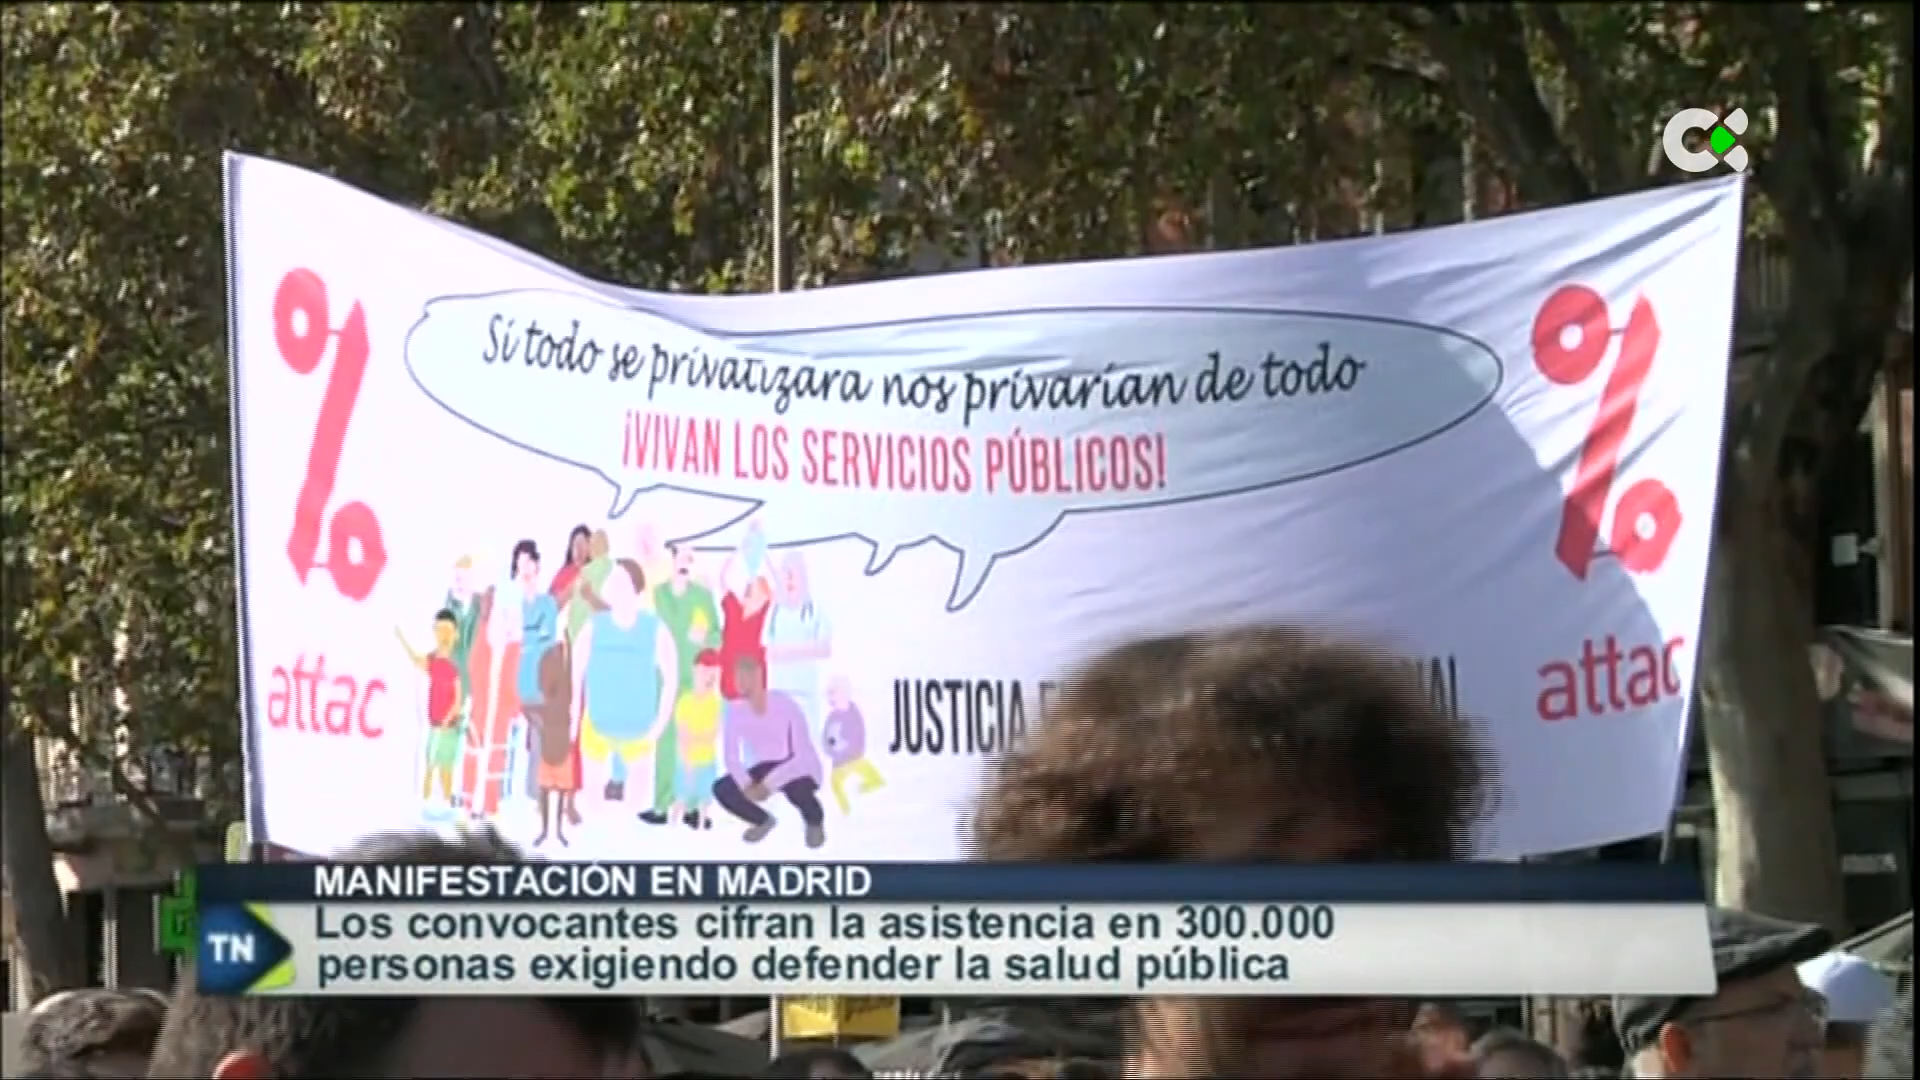 Si todo se privatizara nos privarían de todo
¡VIVAN LOS SERVICIOS PÚBLICOS!
attac
attac
JUSTICIA
MANIFESTACIÓN EN MADRID
TN
Los convocantes cifran la asistencia en 300.000
personas exigiendo defender la salud pública